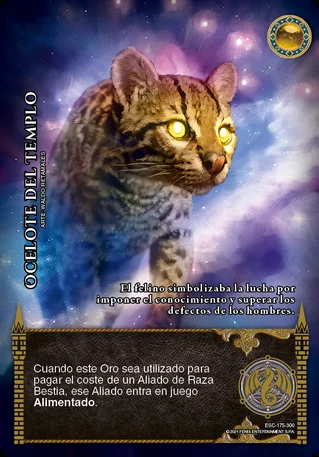 OCELOTE DEL TEMPLO
ARTE: WALDO RETAMALES
El felino simbolizaba la lucha por
imponer el conocimiento y superar los
defectos de los hombres.
Cuando este Oro sea utilizado para
pagar el coste de un Aliado de Raza
Bestia, ese Aliado entra en juego
Alimentado.
ESC-175-300
©2021 FENIX ENTERTAINMENT S.P.A.